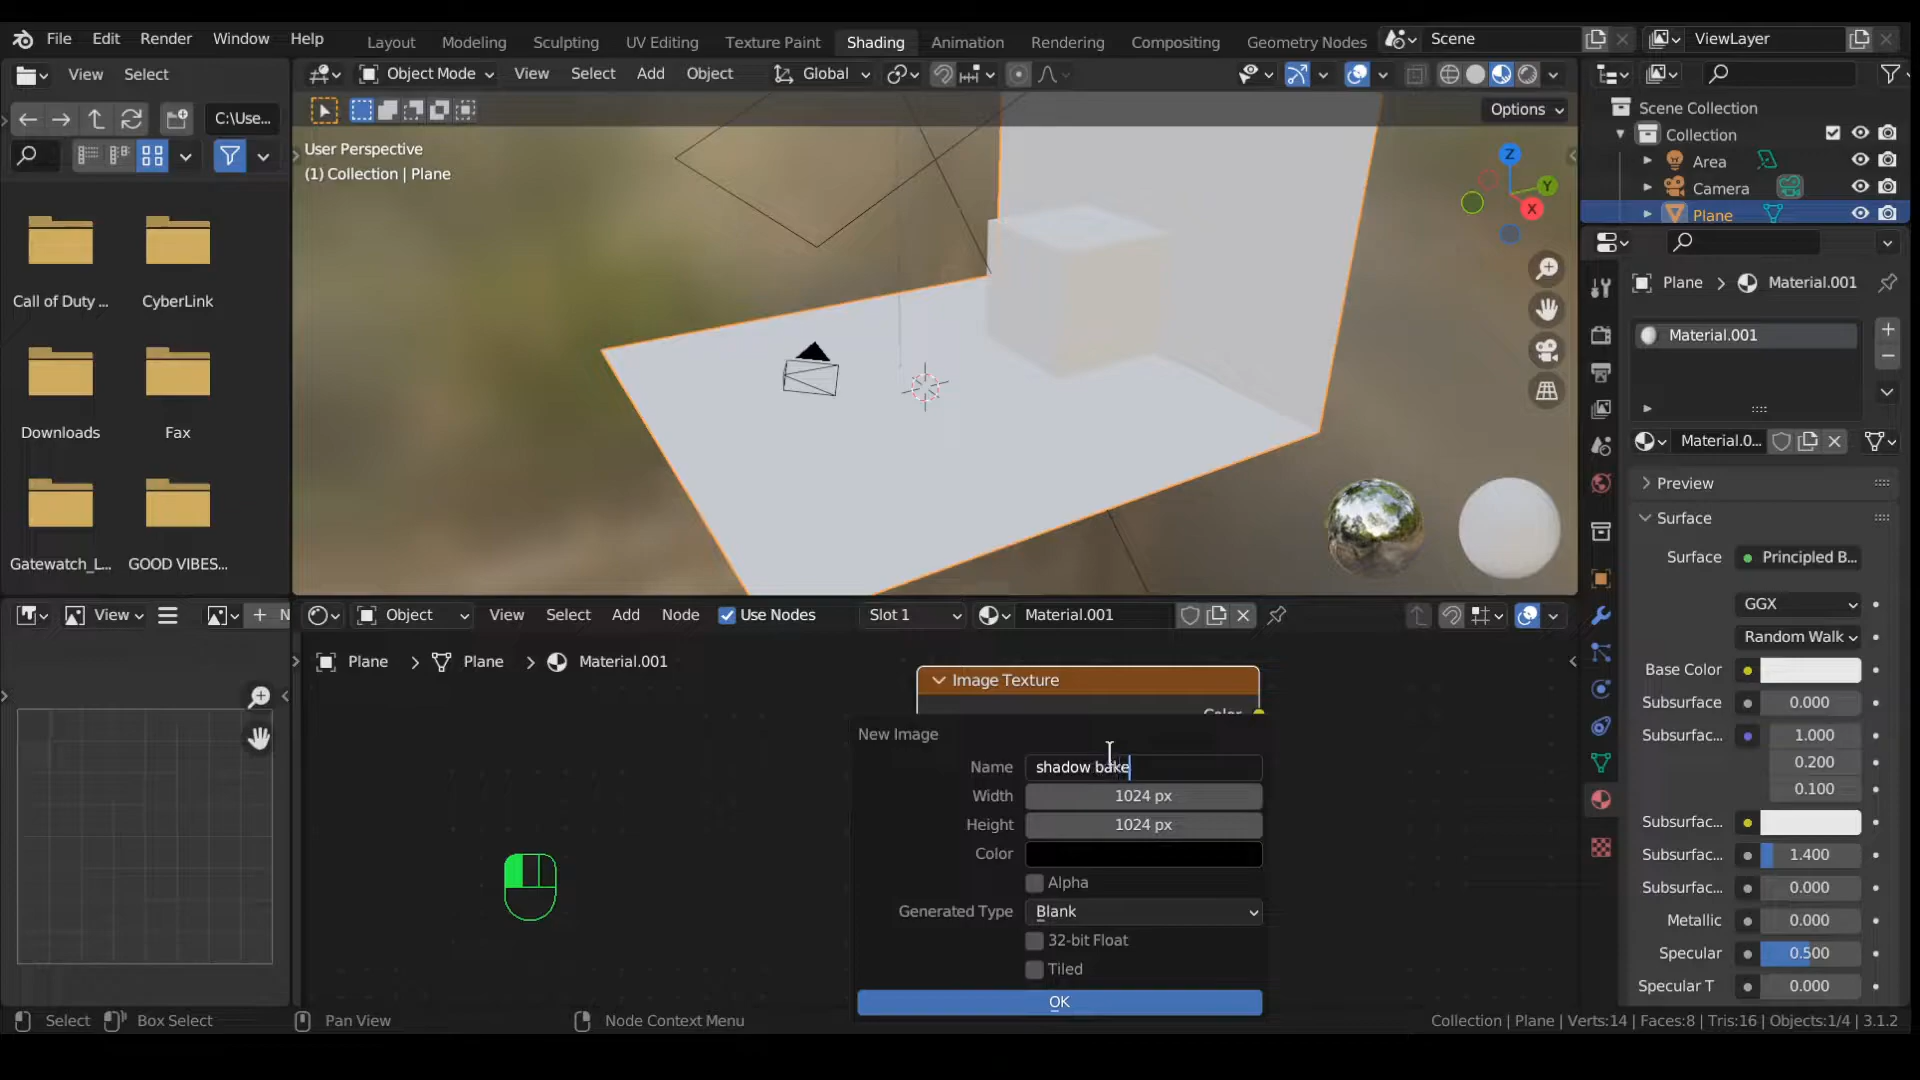 File Edit Render Window Help Layout Modeling Sculpting UV Editing Texture Paint Shading Animation Rendering Compositing Geometry Nodes Scene ViewLayer
View Select Object Mode View Select Add Object Global
C:\Use... Options
User Perspective
(1) Collection | Plane
Z
Y
X
Scene Collection
Collection
Area
Camera
Plane
Plane > Material.001
Material.001
Material.0...
Preview
Surface
Surface Principled B...
GGX
Random Walk
Base Color
Subsurface 0.000
Subsurfac... 1.000
0.200
0.100
Subsurfac...
Subsurfac... 1.400
Subsurfac... 0.000
Metallic 0.000
Specular 0.500
Specular T 0.000
Call of Duty ... CyberLink
Downloads Fax
Gatewatch_L... GOOD VIBES...
View N
Object View Select Add Node Use Nodes Slot 1 Material.001
Plane > Plane > Material.001
Image Texture
Color
New Image
Name shadow bake
Width 1024 px
Height 1024 px
Color
Alpha
Generated Type Blank
32-bit Float
Tiled
OK
Select Box Select Pan View Node Context Menu Collection | Plane | Verts:14 | Faces:8 | Tris:16 | Objects:1/4 | 3.1.2